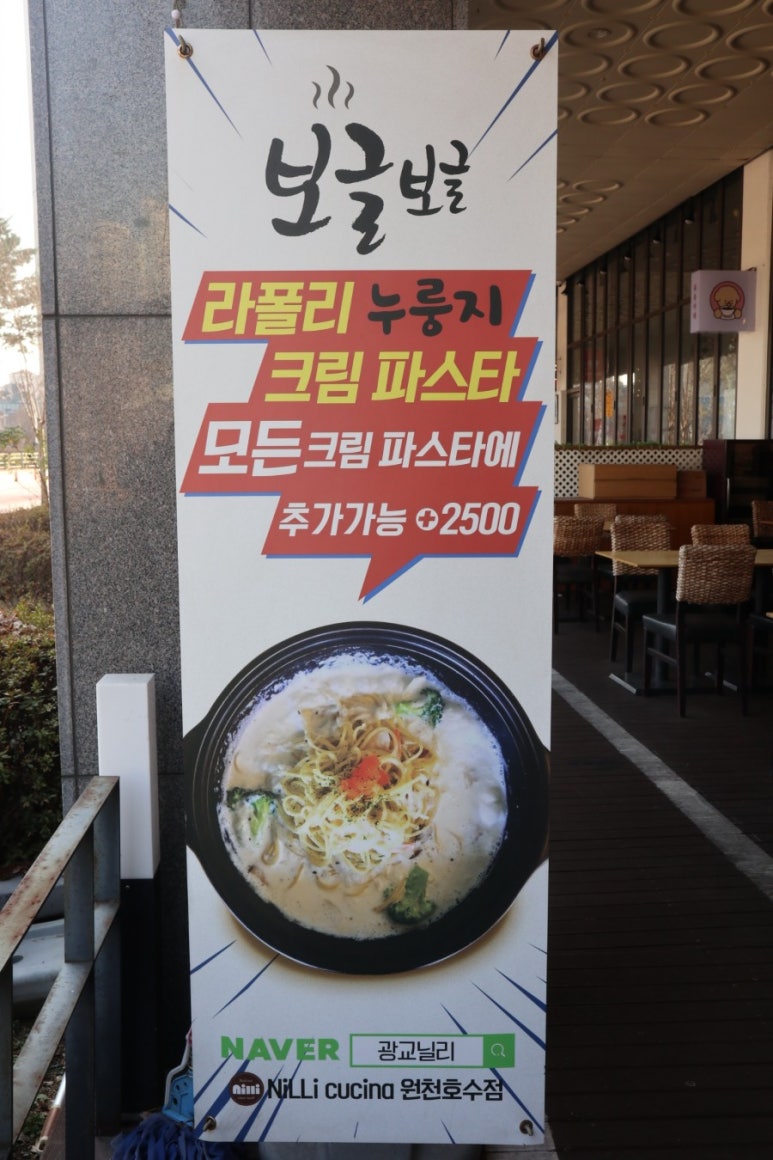 보글보글
라폴리 누룽지
크림 파스타
모든 크림 파스타에
추가가능 +2500
NAVER 광교닐리
Nilli NiLLi cucina 원천호수점